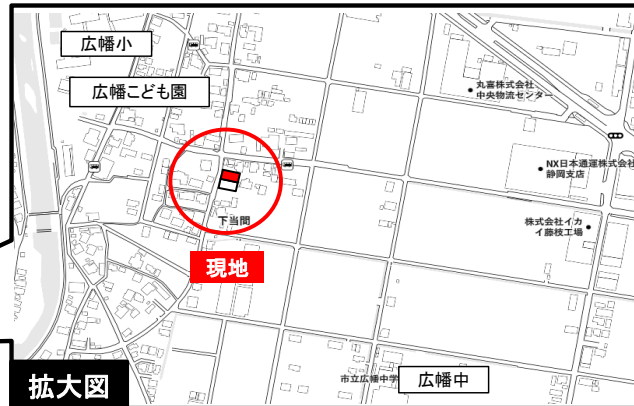 広幡小
広幡こども園
丸喜株式会社
中央物流センター
NX日本通運株式会社
静岡支店
株式会社イカ
イ藤枝工場
下当間
現地
市立広幡中学
広幡中
拡大図